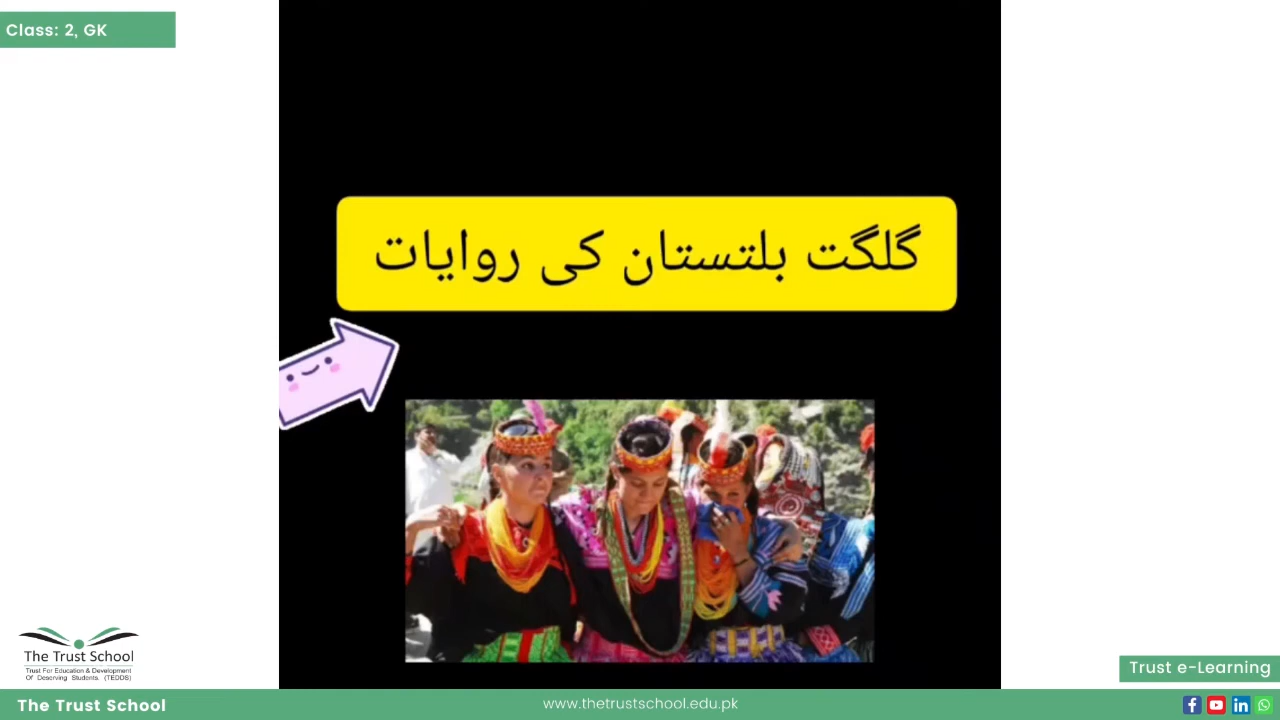 Class: 2, GK
گلگت بلتستان کی روایات
The Trust School
Trust For Education & Development
Of Deserving Students. (TEDDS)
Trust e-Learning
The Trust School
www.thetrustschool.edu.pk